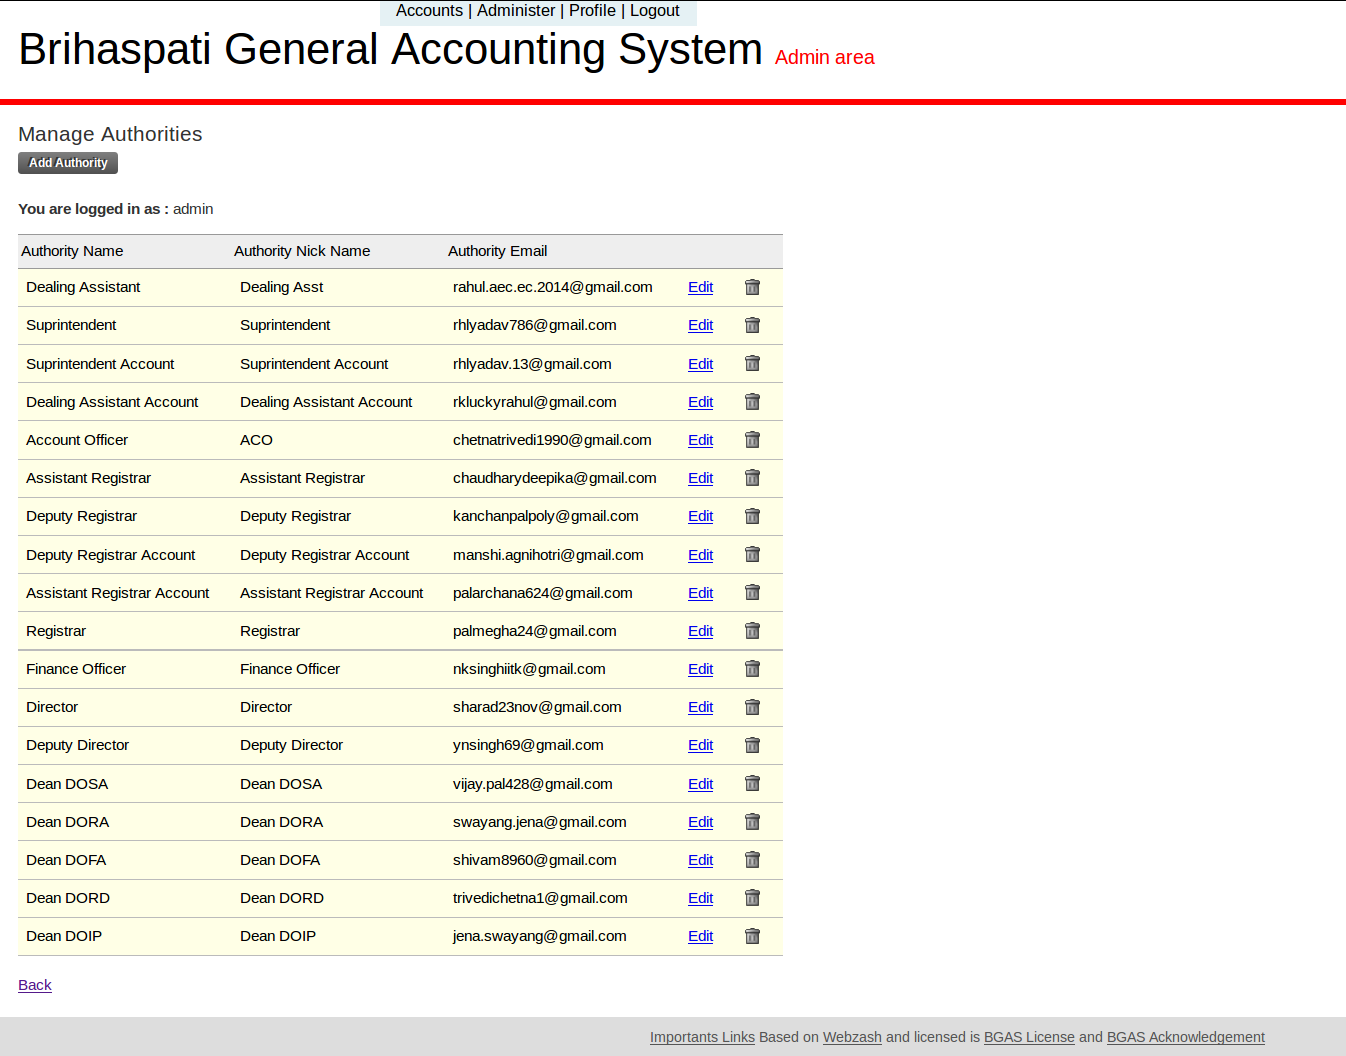 Accounts | Administer | Profile | Logout
Brihaspati General Accounting System Admin area
Manage Authorities
Add Authority
You are logged in as : admin
Authority Name Authority Nick Name Authority Email
Dealing Assistant Dealing Asst rahul.aec.ec.2014@gmail.com Edit
Suprintendent Suprintendent rhlyadav786@gmail.com Edit
Suprintendent Account Suprintendent Account rhlyadav.13@gmail.com Edit
Dealing Assistant Account Dealing Assistant Account rkluckyrahul@gmail.com Edit
Account Officer ACO chetnatrivedi1990@gmail.com Edit
Assistant Registrar Assistant Registrar chaudharydeepika@gmail.com Edit
Deputy Registrar Deputy Registrar kanchanpalpoly@gmail.com Edit
Deputy Registrar Account Deputy Registrar Account manshi.agnihotri@gmail.com Edit
Assistant Registrar Account Assistant Registrar Account palarchana624@gmail.com Edit
Registrar Registrar palmegha24@gmail.com Edit
Finance Officer Finance Officer nksinghiitk@gmail.com Edit
Director Director sharad23nov@gmail.com Edit
Deputy Director Deputy Director ynsingh69@gmail.com Edit
Dean DOSA Dean DOSA vijay.pal428@gmail.com Edit
Dean DORA Dean DORA swayang.jena@gmail.com Edit
Dean DOFA Dean DOFA shivam8960@gmail.com Edit
Dean DORD Dean DORD trivedichetna1@gmail.com Edit
Dean DOIP Dean DOIP jena.swayang@gmail.com Edit
Back
Importants Links Based on Webzash and licensed is BGAS License and BGAS Acknowledgement